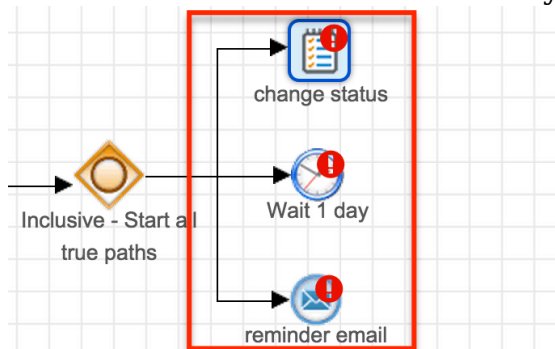 change status
Wait 1 day
Inclusive - Start all
true paths
reminder email